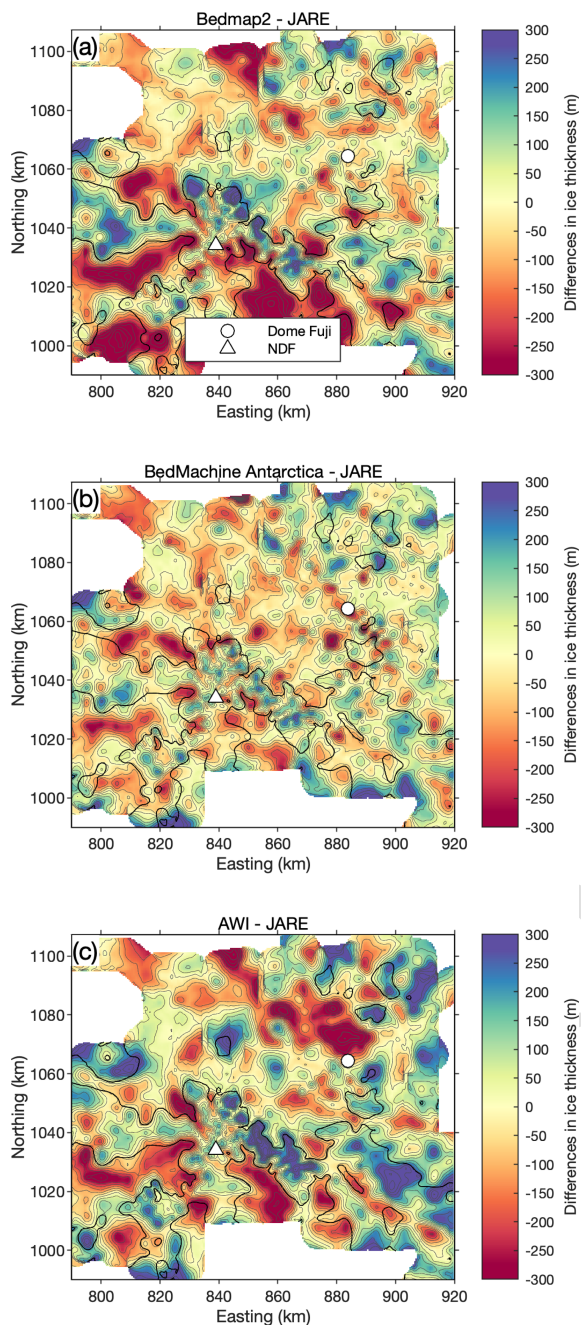 Bedmap2 - JARE
(a)
1100
1080
1060
1040
1020
1000
Northing (km)
Dome Fuji
NDF
800 820 840 860 880 900 920
Easting (km)
300
250
200
150
100
50
0
-50
-100
-150
-200
-250
-300
Differences in ice thickness (m)
BedMachine Antarctica - JARE
(b)
1100
1080
1060
1040
1020
1000
Northing (km)
800 820 840 860 880 900 920
Easting (km)
300
250
200
150
100
50
0
-50
-100
-150
-200
-250
-300
Differences in ice thickness (m)
AWI - JARE
(c)
1100
1080
1060
1040
1020
1000
Northing (km)
800 820 840 860 880 900 920
Easting (km)
300
250
200
150
100
50
0
-50
-100
-150
-200
-250
-300
Differences in ice thickness (m)